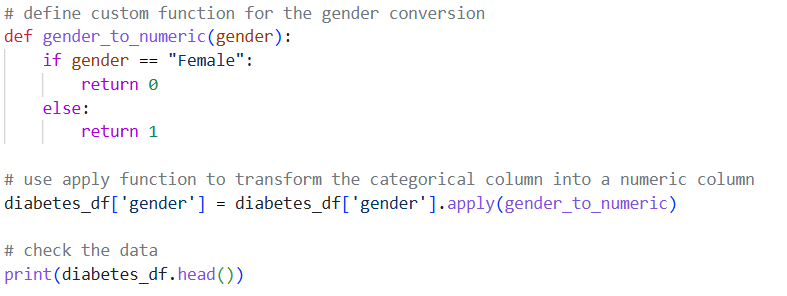 # define custom function for the gender conversion
def gender_to_numeric(gender):
    if gender == "Female":
        return 0
    else:
        return 1

# use apply function to transform the categorical column into a numeric column
diabetes_df['gender'] = diabetes_df['gender'].apply(gender_to_numeric)

# check the data
print(diabetes_df.head())